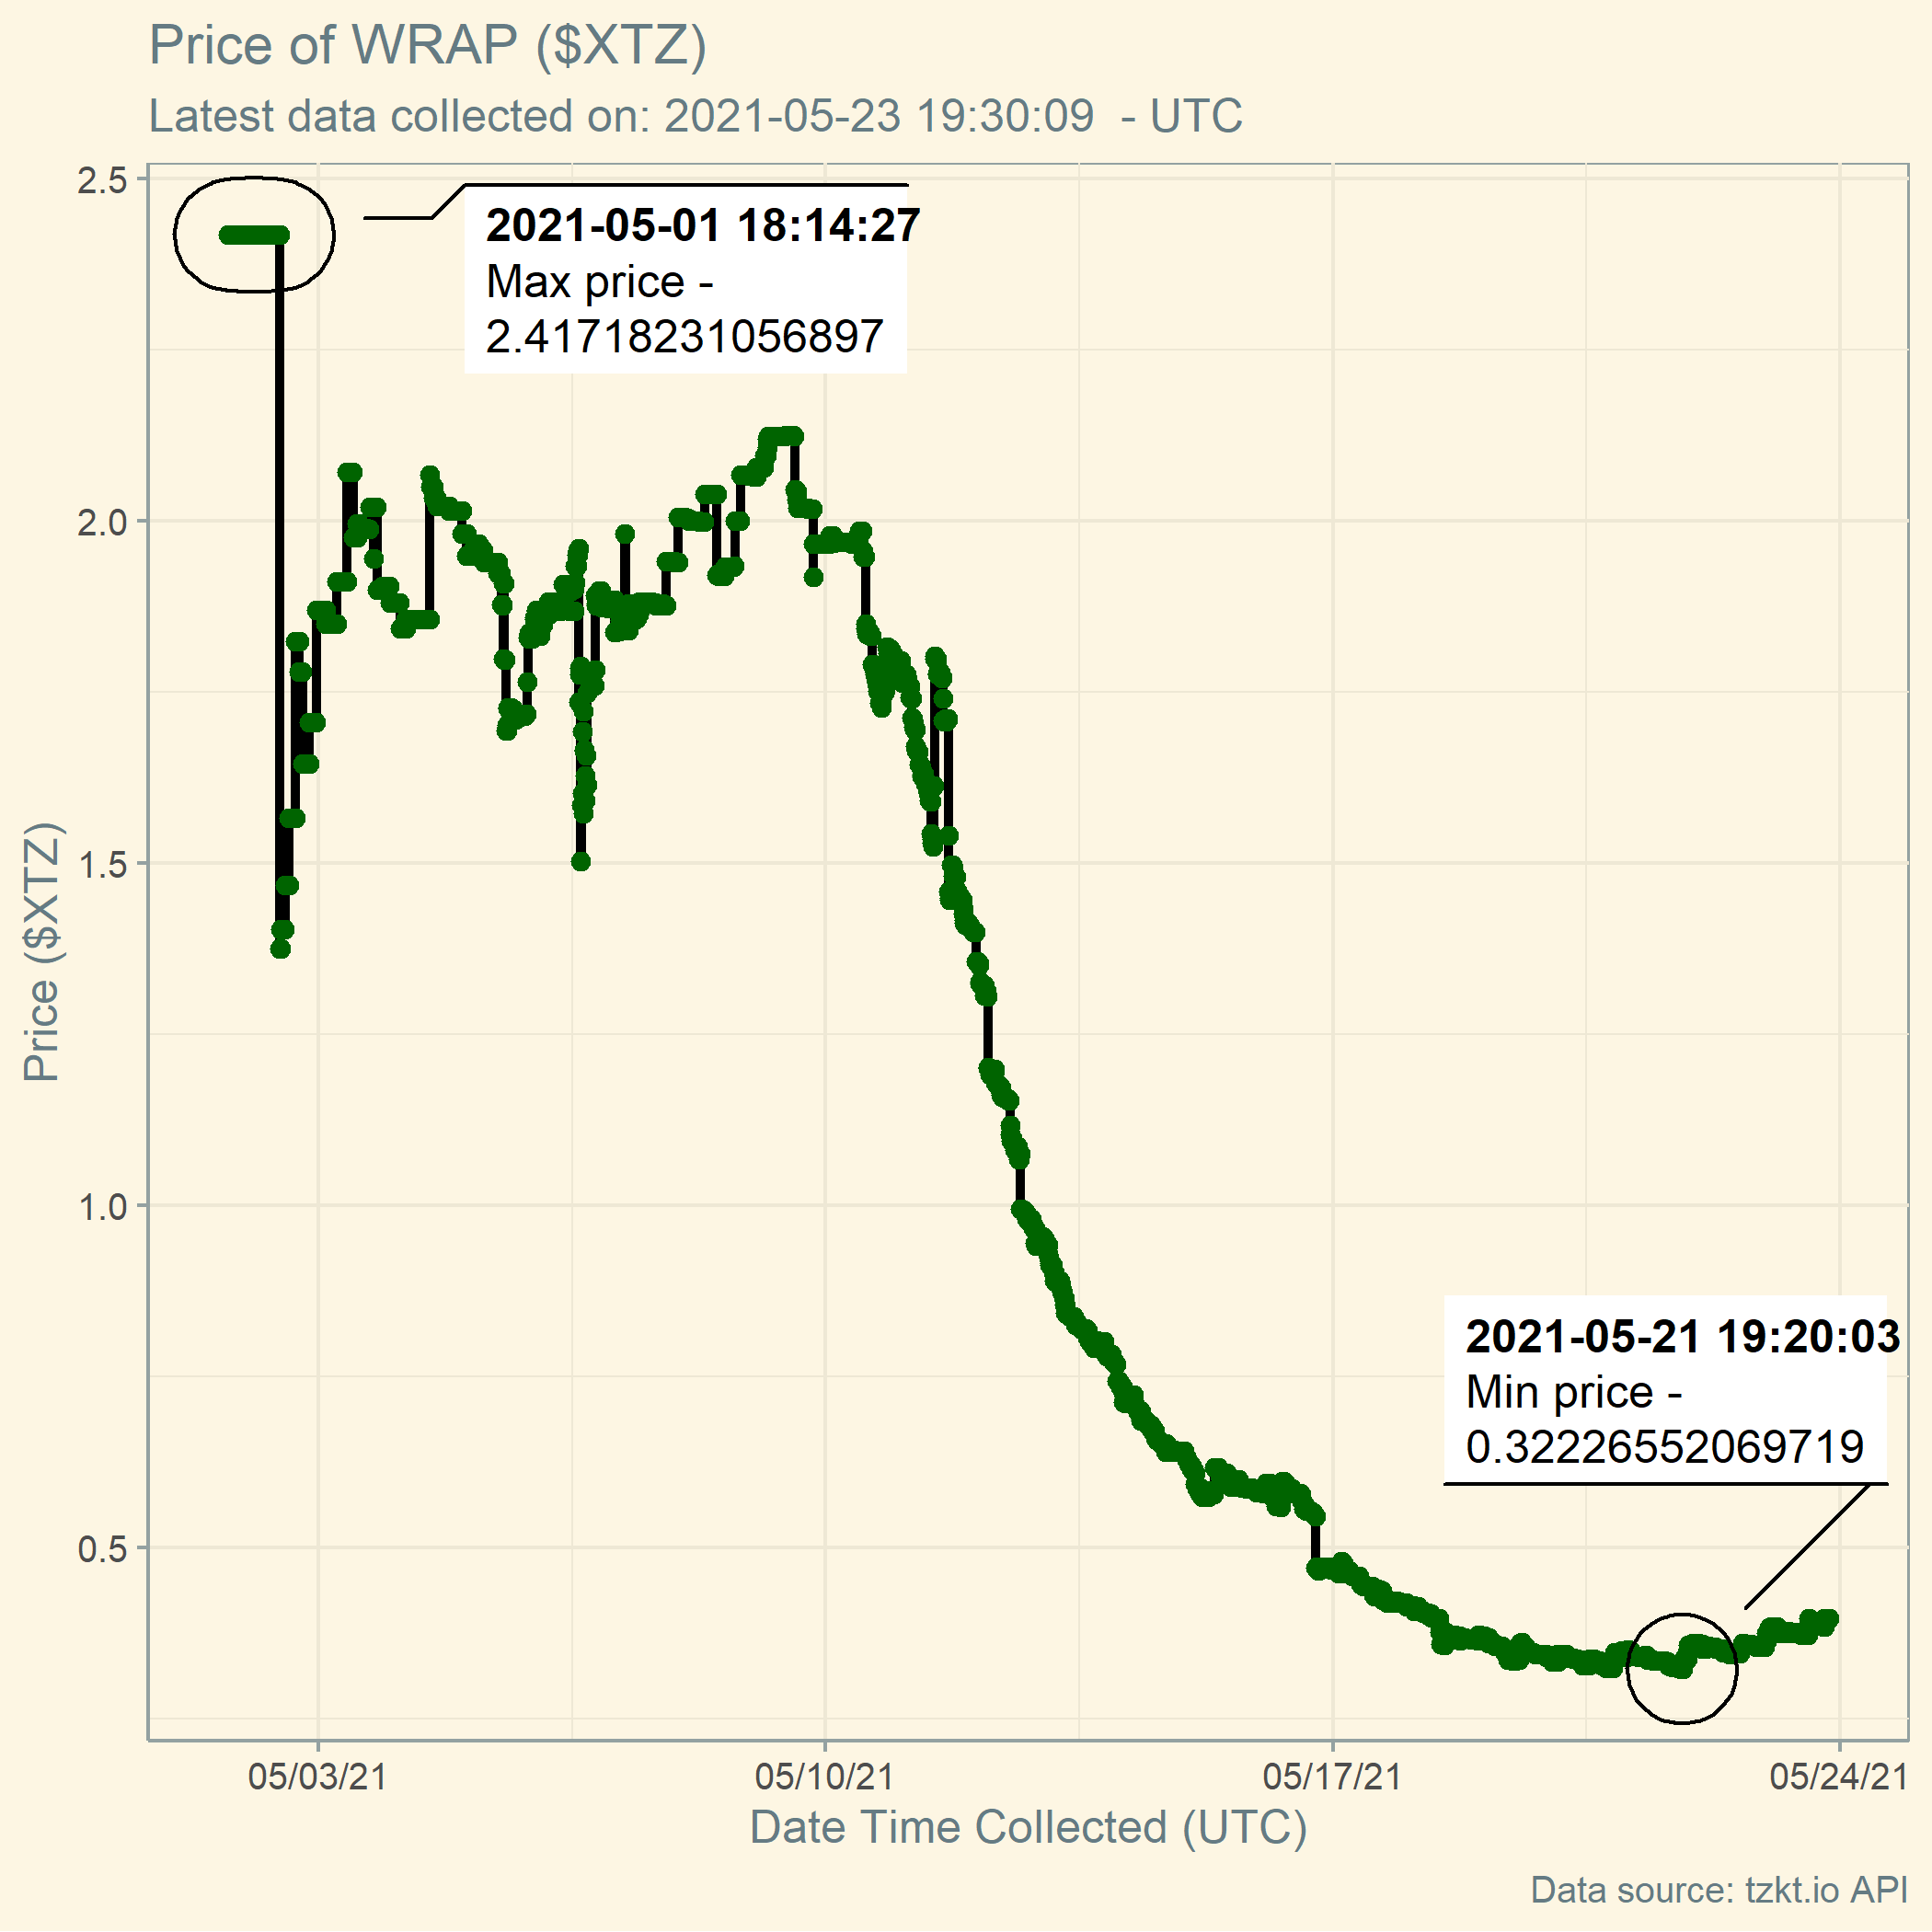 Price of WRAP ($XTZ)
Latest data collected on: 2021-05-23 19:30:09  - UTC
2.5
2.0
1.5
1.0
0.5
Price ($XTZ)
2021-05-01 18:14:27
Max price -
2.41718231056897
2021-05-21 19:20:03
Min price -
0.32226552069719
05/03/21
05/10/21
05/17/21
05/24/21
Date Time Collected (UTC)
Data source: tzkt.io API